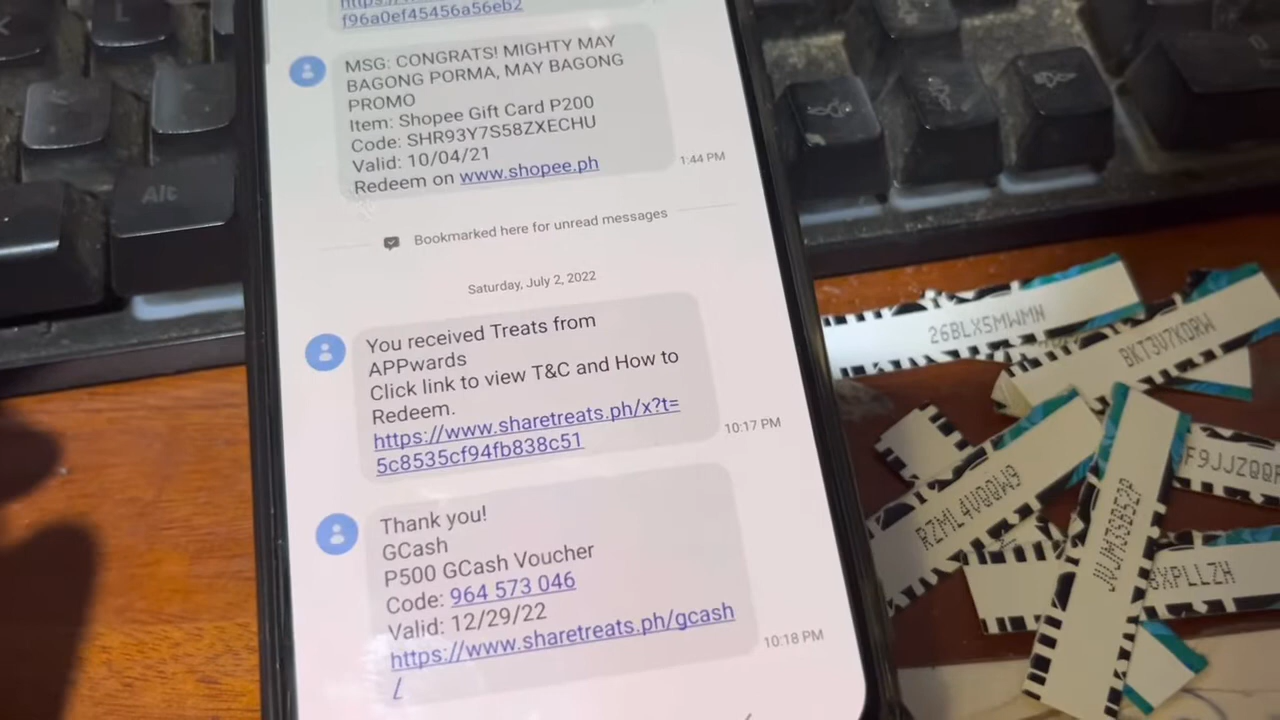 f96a0ef45456a56eb2
MSG: CONGRATS! MIGHTY MAY
BAGONG PORMA, MAY BAGONG
PROMO
Item: Shopee Gift Card P200
Code: SHR93Y7S58ZXECHU
Valid: 10/04/21
Redeem on www.shopee.ph
1:44 PM
Bookmarked here for unread messages
Saturday, July 2, 2022
You received Treats from
APPwards
Click link to view T&C and How to
Redeem.
https://www.sharetreats.ph/x?t=
5c8535cf94fb838c51
10:17 PM
Thank you!
GCash
P500 GCash Voucher
Code: 964 573 046
Valid: 12/29/22
https://www.sharetreats.ph/gcash
/
10:18 PM
Alt
26BLX5MWMN
BKT3V7KDRW
RZML4VQQW9